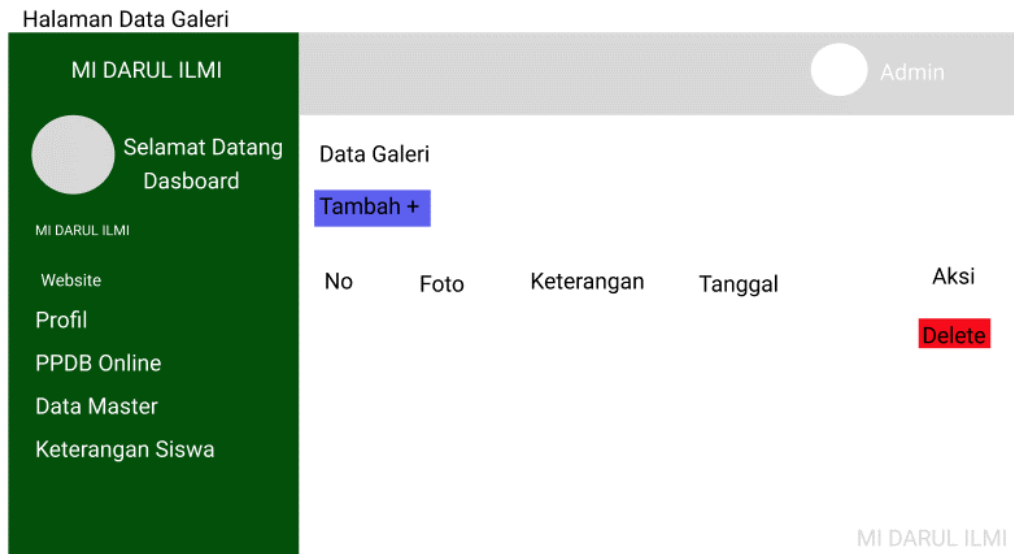 Halaman Data Galeri
MI DARUL ILMI
Admin
Selamat Datang
Dasboard
MI DARUL ILMI
Website
Profil
PPDB Online
Data Master
Keterangan Siswa
Data Galeri
Tambah +
No Foto Keterangan Tanggal Aksi
Delete
MI DARUL ILMI